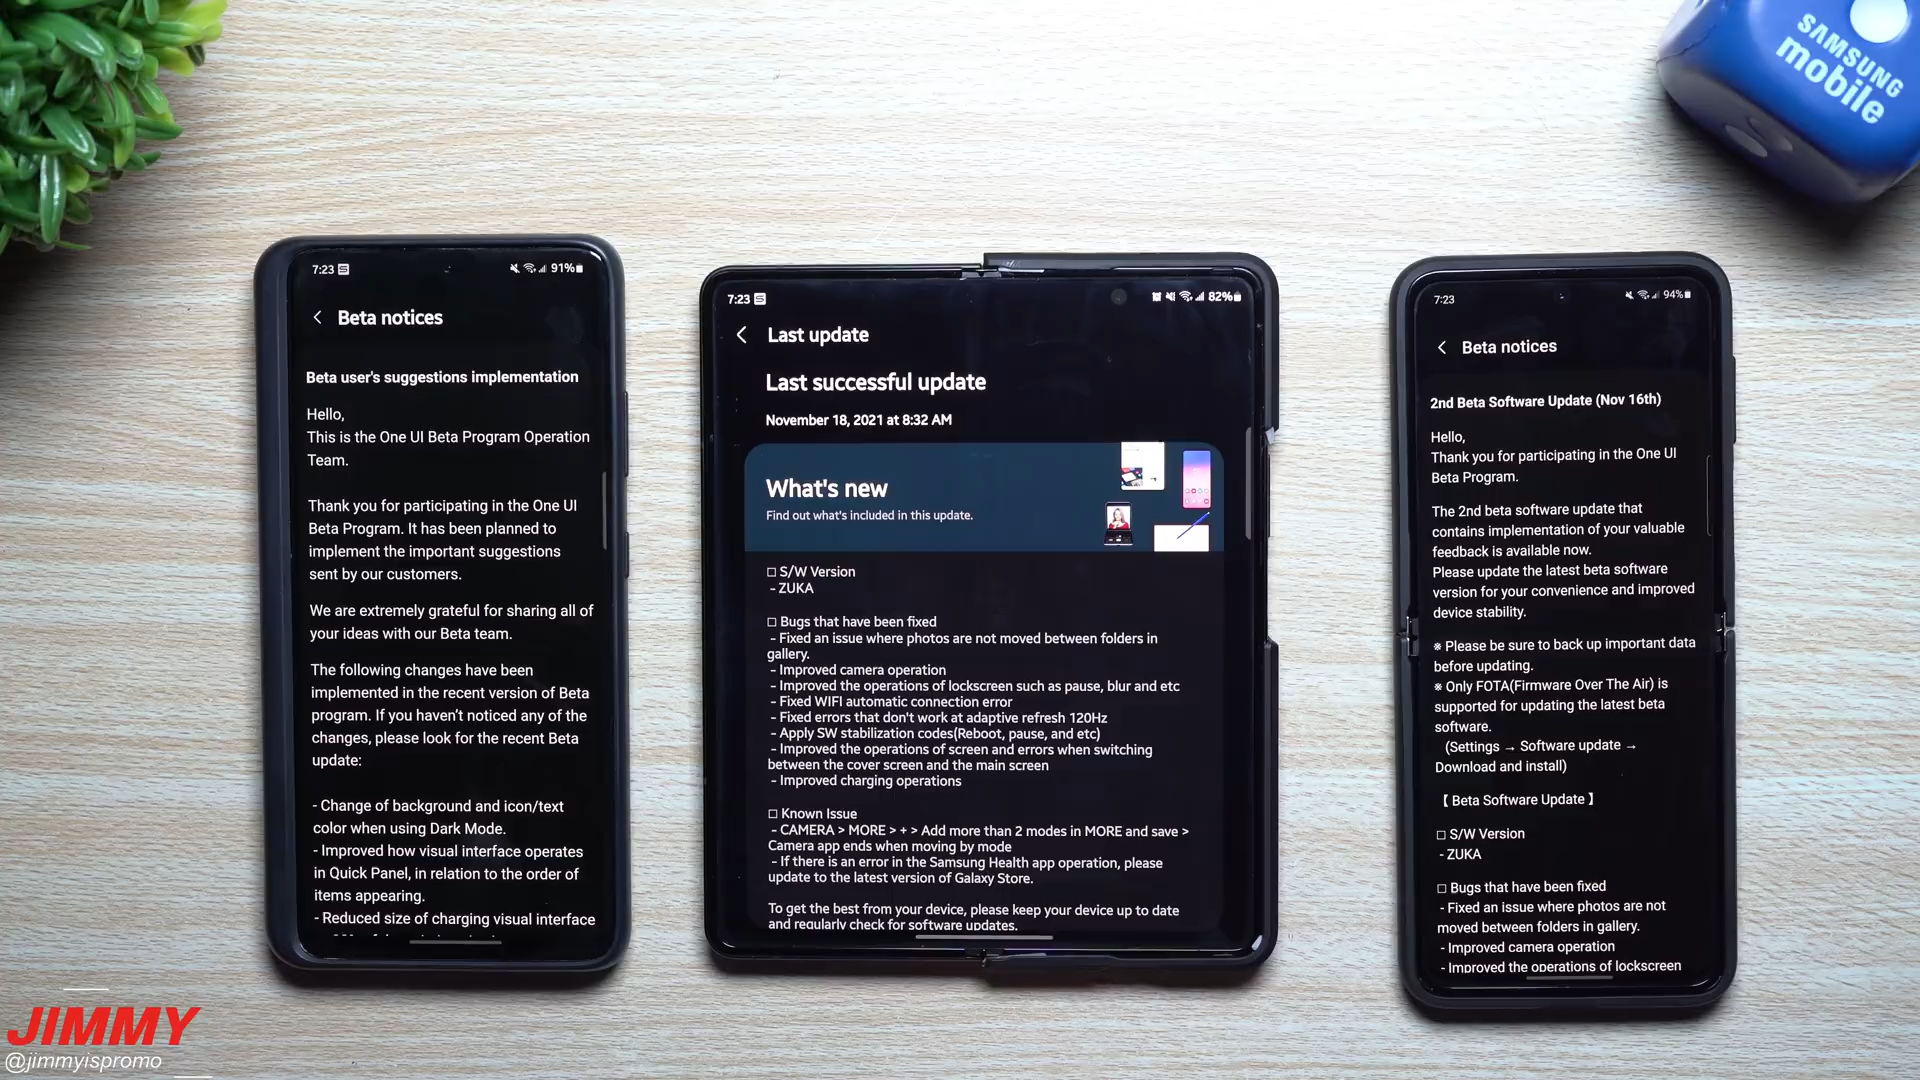 7:23
91%
Beta notices
Beta user's suggestions implementation
Hello,
This is the One UI Beta Program Operation
Team.
Thank you for participating in the One UI
Beta Program. It has been planned to
implement the important suggestions
sent by our customers.
We are extremely grateful for sharing all of
your ideas with our Beta team.
The following changes have been
implemented in the recent version of Beta
program. If you haven't noticed any of the
changes, please look for the recent Beta
update:
- Change of background and icon/text
color when using Dark Mode.
- Improved how visual interface operates
in Quick Panel, in relation to the order of
items appearing.
- Reduced size of charging visual interface
7:23
82%
Last update
Last successful update
November 18, 2021 at 8:32 AM
What's new
Find out what's included in this update.
□ S/W Version
- ZUKA
□ Bugs that have been fixed
- Fixed an issue where photos are not moved between folders in
gallery.
- Improved camera operation
- Improved the operations of lockscreen such as pause, blur and etc
- Fixed WIFI automatic connection error
- Fixed errors that don't work at adaptive refresh 120Hz
- Apply SW stabilization codes(Reboot, pause, and etc)
- Improved the operations of screen and errors when switching
between the cover screen and the main screen
- Improved charging operations
□ Known Issue
- CAMERA > MORE > + > Add more than 2 modes in MORE and save >
Camera app ends when moving by mode
- If there is an error in the Samsung Health app operation, please
update to the latest version of Galaxy Store.
To get the best from your device, please keep your device up to date
and regularly check for software updates.
7:23
94%
Beta notices
2nd Beta Software Update (Nov 16th)
Hello,
Thank you for participating in the One UI
Beta Program.
The 2nd beta software update that
contains implementation of your valuable
feedback is available now.
Please update the latest beta software
version for your convenience and improved
device stability.
※ Please be sure to back up important data
before updating.
※ Only FOTA(Firmware Over The Air) is
supported for updating the latest beta
software.
(Settings → Software update →
Download and install)
【 Beta Software Update 】
□ S/W Version
- ZUKA
□ Bugs that have been fixed
- Fixed an issue where photos are not
moved between folders in gallery.
- Improved camera operation
- Improved the operations of lockscreen
SAMSUNG
mobile
JIMMY
@jimmyispromo